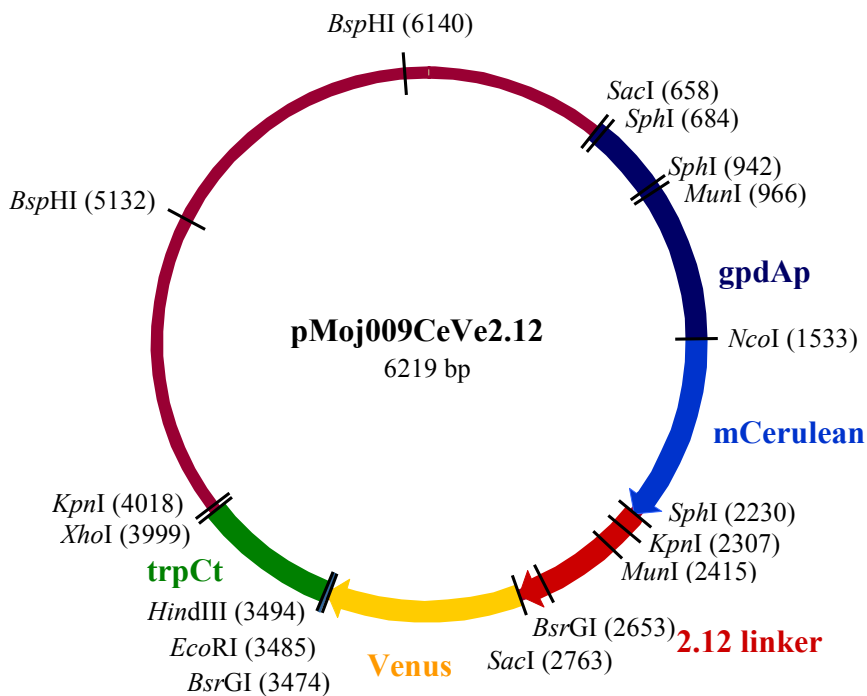 BspHI (6140)
SacI (658)
SphI (684)
SphI (942)
MunI (966)
BspHI (5132)
gpdAp
pMoj009CeVe2.12
6219 bp
NcoI (1533)
mCerulean
SphI (2230)
KpnI (2307)
MunI (2415)
KpnI (4018)
XhoI (3999)
trpCt
HindIII (3494)
EcoRI (3485)
BsrGI (3474)
Venus
BsrGI (2653)
SacI (2763)
2.12 linker